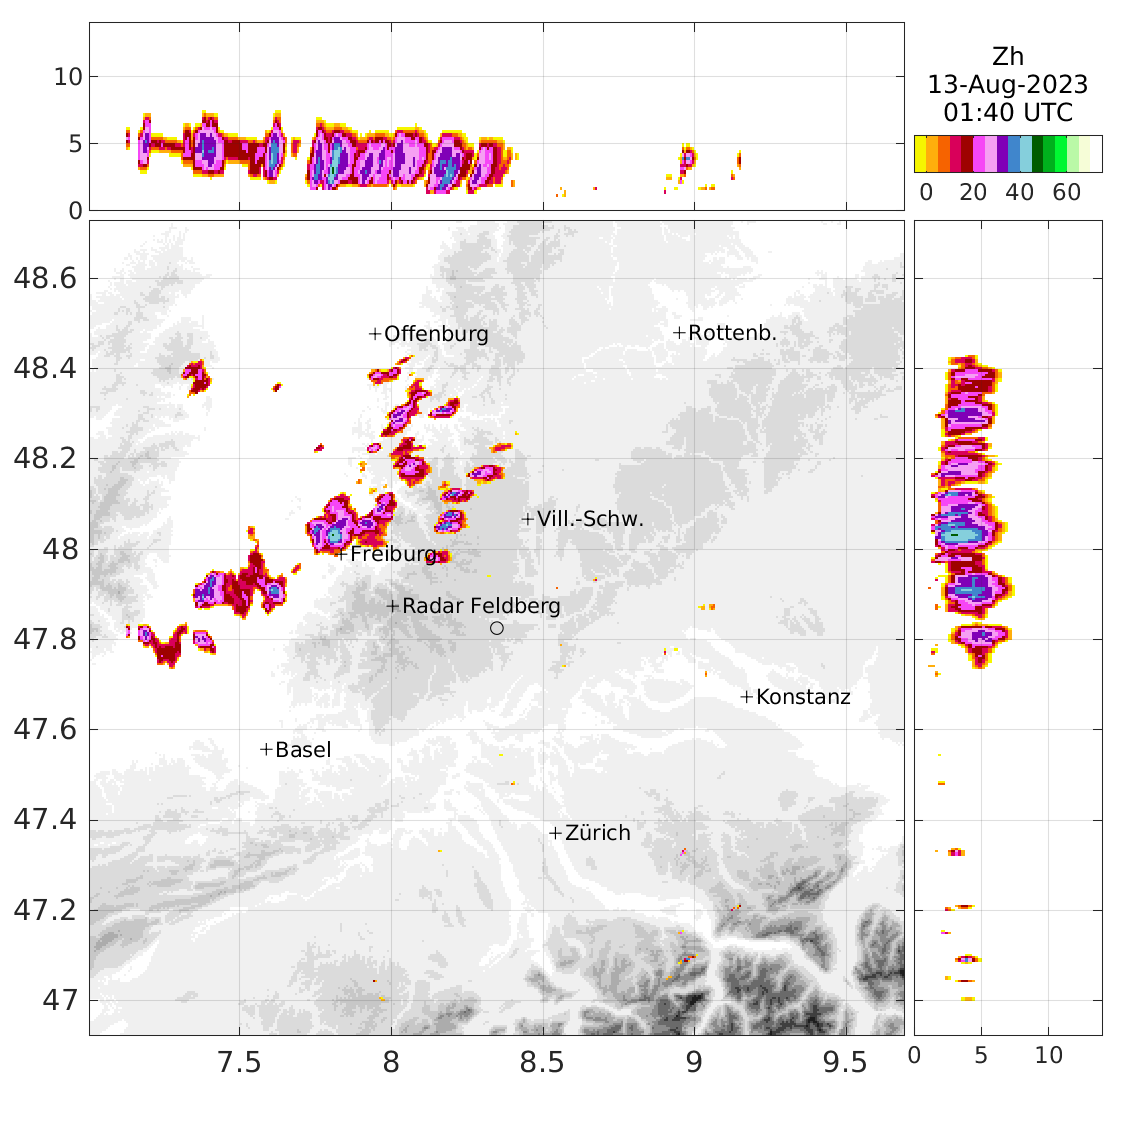 10
5
0
Zh
13-Aug-2023
01:40 UTC
0 20 40 60
48.6
48.4
48.2
48
47.8
47.6
47.4
47.2
47
+Offenburg
+Rottenb.
+Vill.-Schw.
+Freiburg
+Radar Feldberg
+Konstanz
+Basel
+Zürich
7.5 8 8.5 9 9.5
0 5 10